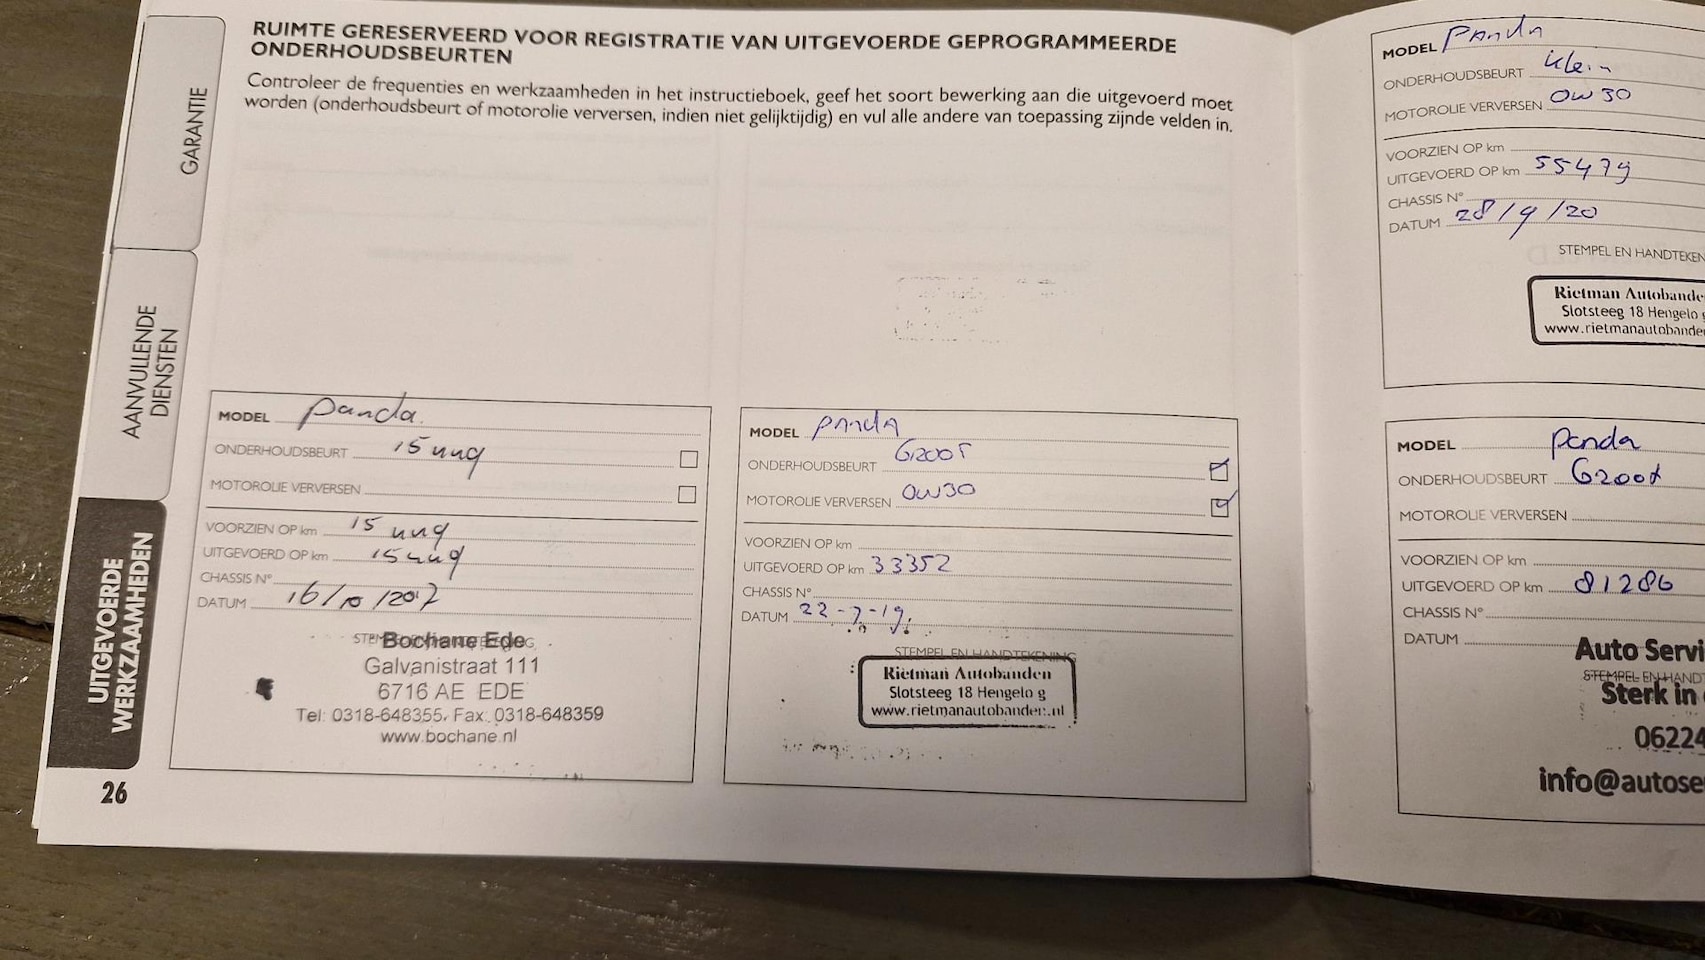 GARANTIE
AANVULLENDE
DIENSTEN
UITGEVOERDE
WERKZAAMHEDEN
26
RUIMTE GERESERVEERD VOOR REGISTRATIE VAN UITGEVOERDE GEPROGRAMMEERDE
ONDERHOUDSBEURTEN
Controleer de frequenties en werkzaamheden in het instructieboek, geef het soort bewerking aan die uitgevoerd moet
worden (onderhoudsbeurt of motorolie verversen, indien niet gelijktijdig) en vul alle andere van toepassing zijnde velden in.
MODEL Panda
ONDERHOUDSBEURT
MOTOROLIE VERVERSEN
VOORZIEN OP km
UITGEVOERD OP km
CHASSIS N°
DATUM 16/10/2017
Bochane Ede
Galvanistraat 111
6716 AE EDE
Tel: 0318-648355, Fax: 0318-648359
www.bochane.nl
MODEL PANdA
ONDERHOUDSBEURT GROOT
MOTOROLIE VERVERSEN OW30
VOORZIEN OP km
UITGEVOERD OP km 33352
CHASSIS N°
DATUM 22-7-19
STEMPEL EN HANDTEKENING
Rietman Autobanden
Slotsteeg 18 Hengelo g
www.rietmanautobanden.nl
MODEL PANdA
ONDERHOUDSBEURT klein
MOTOROLIE VERVERSEN OW30
VOORZIEN OP km
UITGEVOERD OP km 55479
CHASSIS N°
DATUM 28/9/20
STEMPEL EN HANDTEKEN
Rietman Autobande
Slotsteeg 18 Hengelo g
www.rietmanautobande
MODEL Panda
ONDERHOUDSBEURT Groot
MOTOROLIE VERVERSEN
VOORZIEN OP km
UITGEVOERD OP km 81286
CHASSIS N°
DATUM
Auto Servi
STEMPEL EN HAND
Sterk in
06224
info@autose